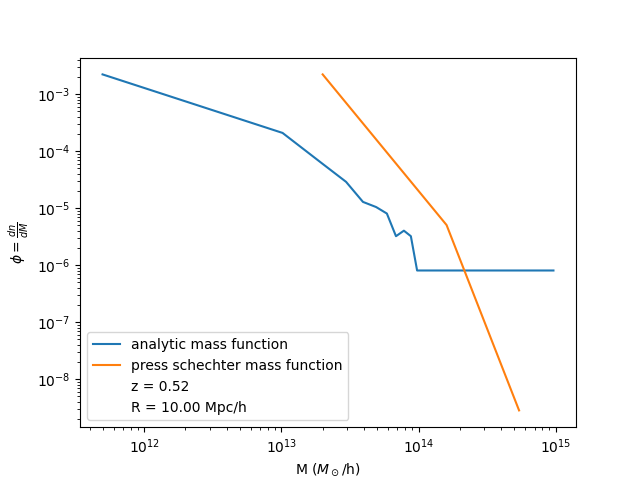 10⁻³
10⁻⁴
10⁻⁵
10⁻⁶
10⁻⁷
10⁻⁸
ϕ = dn/dM
analytic mass function
press schechter mass function
z = 0.52
R = 10.00 Mpc/h
10¹² 10¹³ 10¹⁴ 10¹⁵
M (M⊙/h)